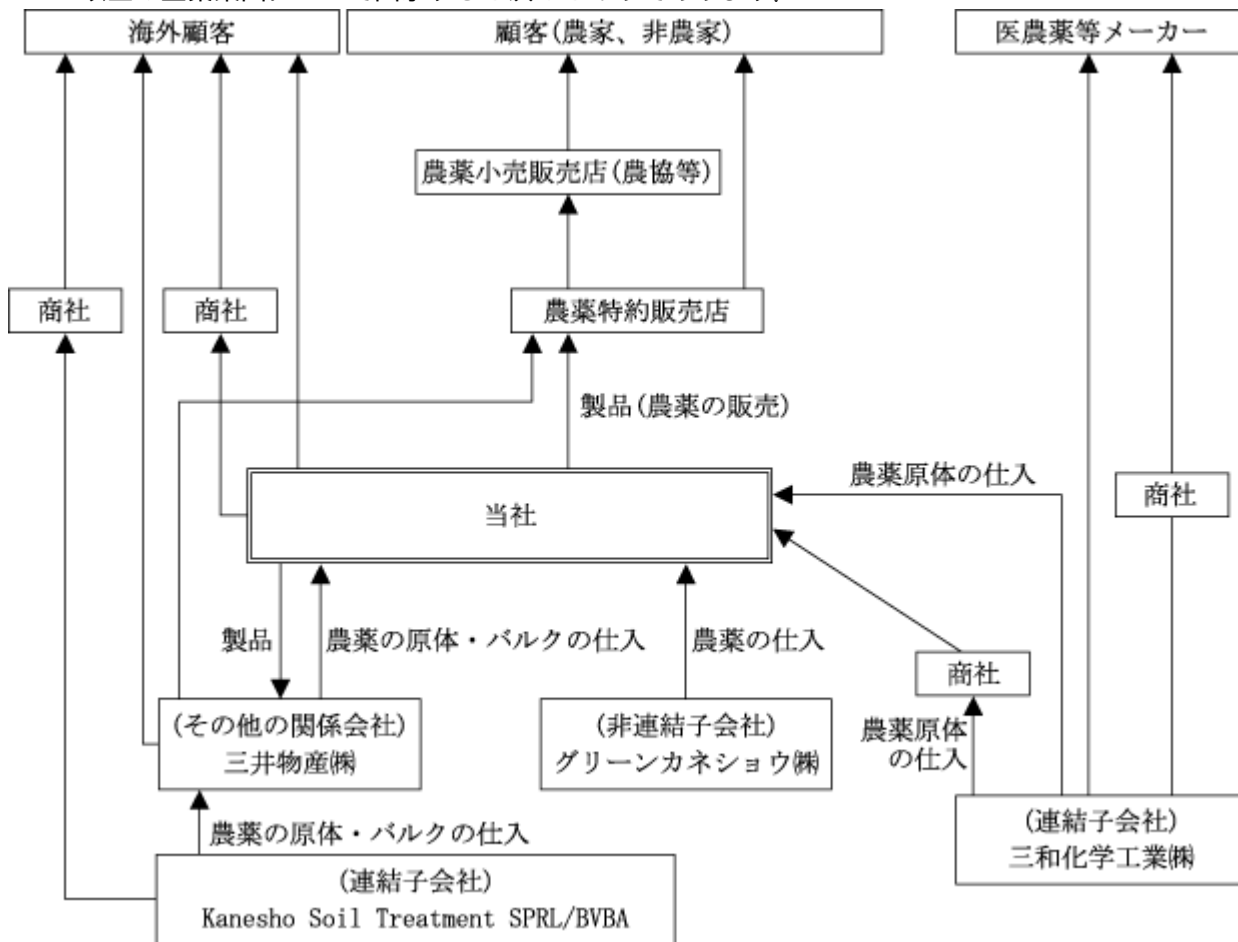 海外顧客
顧客(農家、非農家)
医農薬等メーカー
農薬小売販売店(農協等)
商社
商社
農薬特約販売店
製品(農薬の販売)
農薬原体の仕入
商社
当社
製品
農薬の原体・バルクの仕入
農薬の仕入
商社
(その他の関係会社)
三井物産㈱
(非連結子会社)
グリーンカネショウ㈱
農薬原体
の仕入
農薬の原体・バルクの仕入
(連結子会社)
三和化学工業㈱
(連結子会社)
Kanesho Soil Treatment SPRL/BVBA